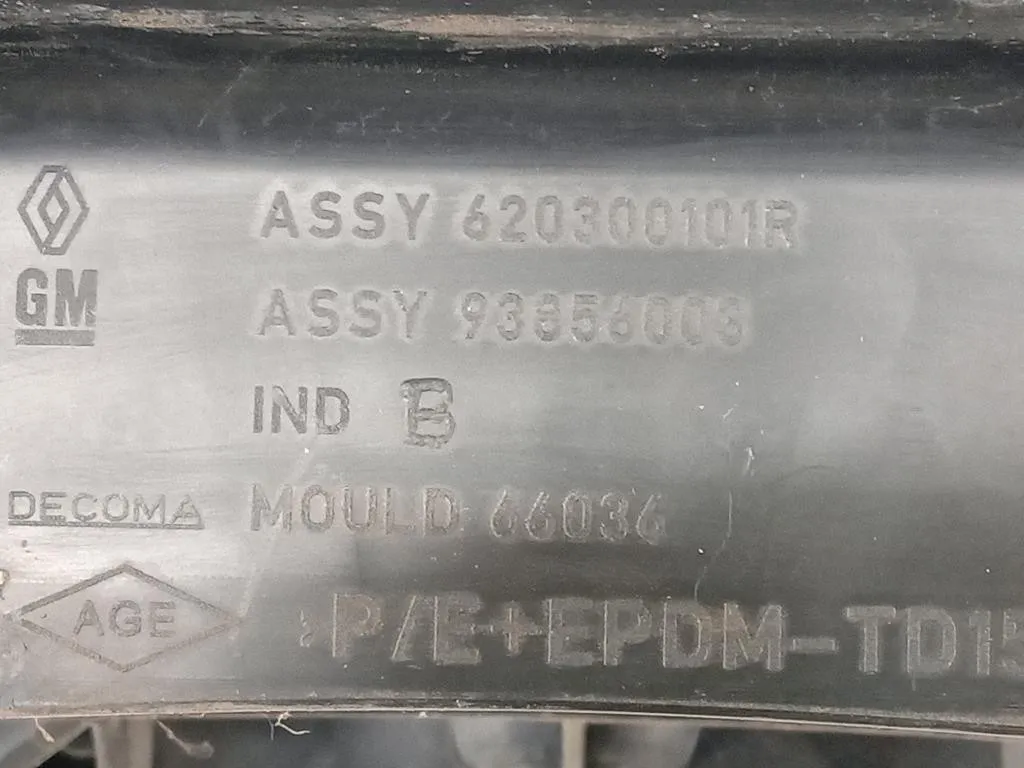 ASSY 620300101R
GM
ASSY 93856003
IND B
DECOMA MOULD 66036
AGE >P/E+EPDM-TD15